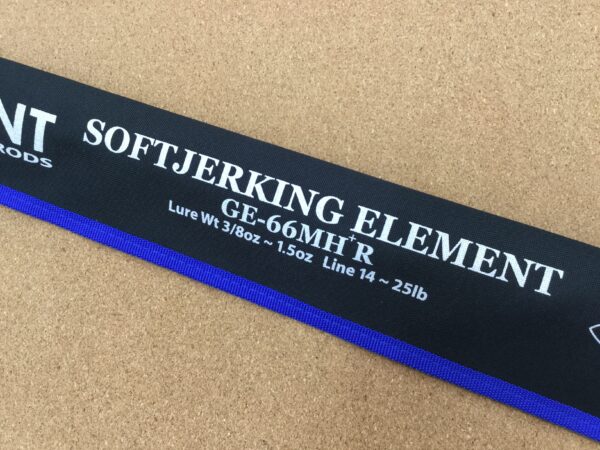 NT
RODS
SOFTJERKING ELEMENT
GE-66MH+R
Lure Wt 3/8oz ~ 1.5oz Line 14 ~ 25lb